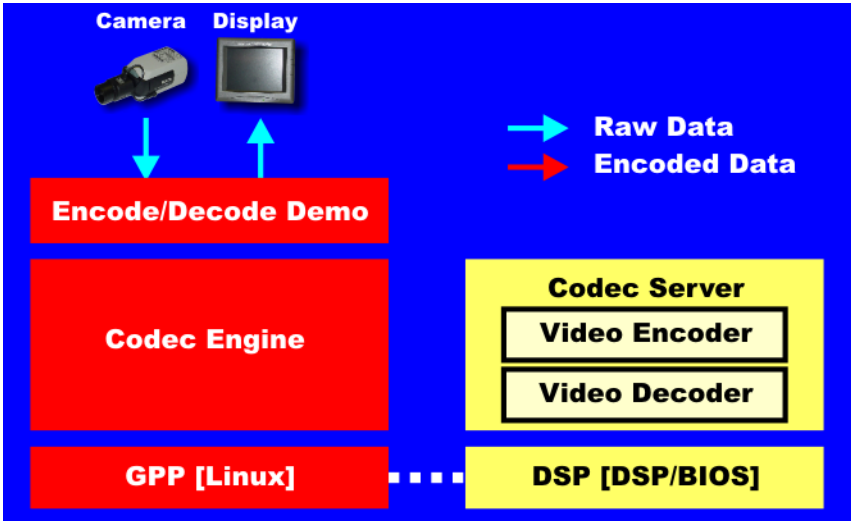 Camera Display
Raw Data
Encoded Data
Encode/Decode Demo
Codec Engine
Codec Server
Video Encoder
Video Decoder
GPP [Linux]
DSP [DSP/BIOS]